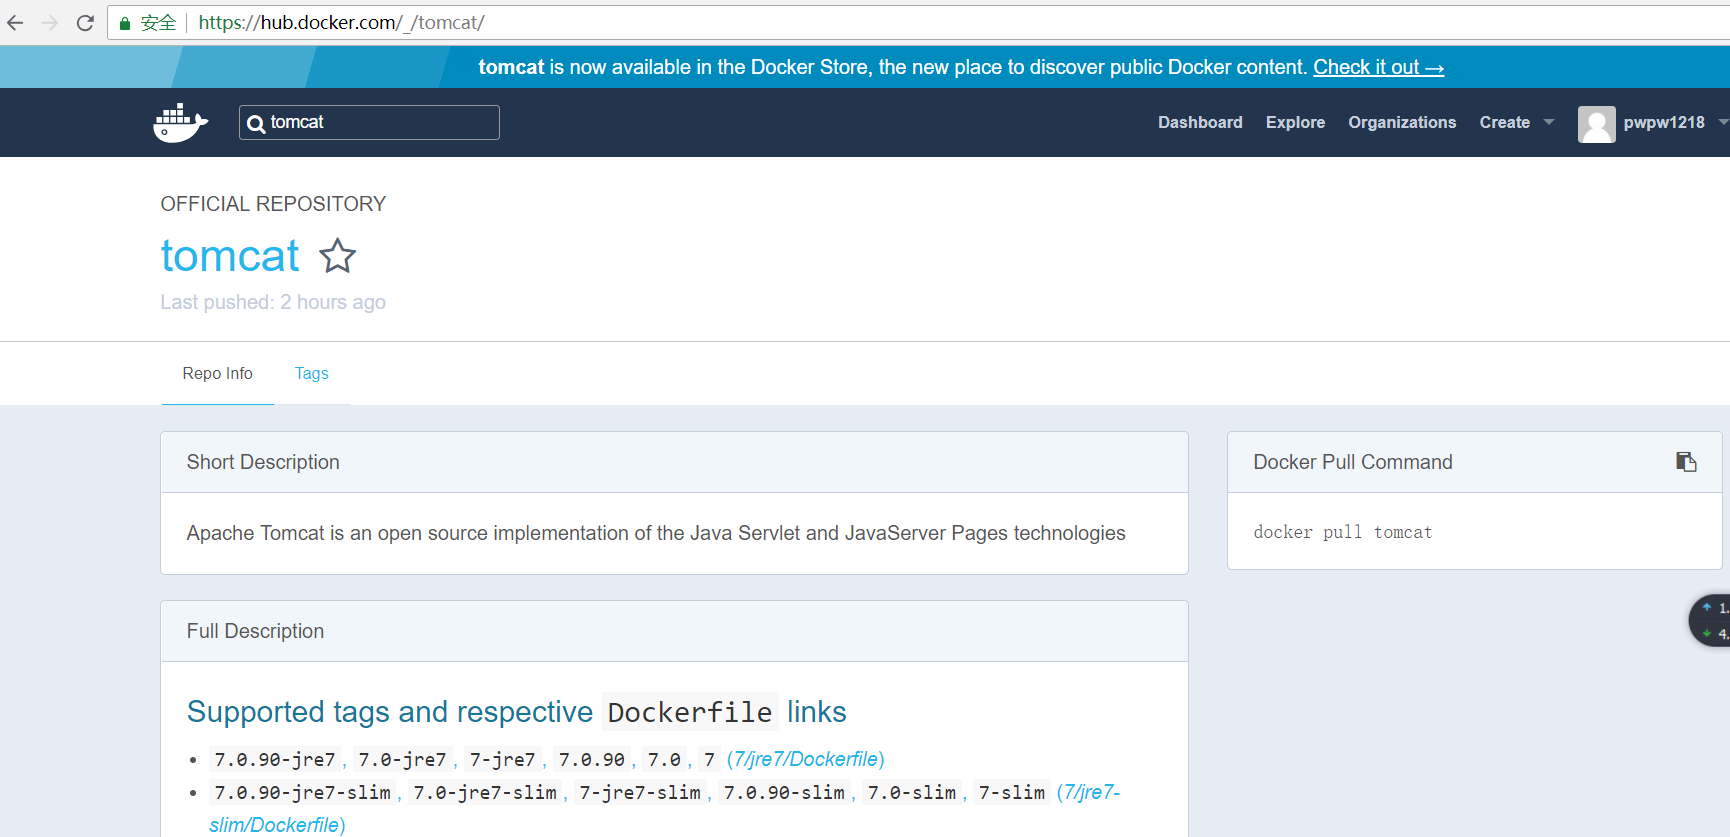 安全 https://hub.docker.com/_/tomcat/
tomcat is now available in the Docker Store, the new place to discover public Docker content. Check it out →
tomcat Dashboard Explore Organizations Create pwpw1218
OFFICIAL REPOSITORY
tomcat
Last pushed: 2 hours ago
Repo Info Tags
Short Description
Apache Tomcat is an open source implementation of the Java Servlet and JavaServer Pages technologies
Docker Pull Command
docker pull tomcat
1.
4.
Full Description
Supported tags and respective Dockerfile links
• 7.0.90-jre7, 7.0-jre7, 7-jre7, 7.0.90, 7.0, 7 (7/jre7/Dockerfile)
• 7.0.90-jre7-slim, 7.0-jre7-slim, 7-jre7-slim, 7.0.90-slim, 7.0-slim, 7-slim (7/jre7-
slim/Dockerfile)